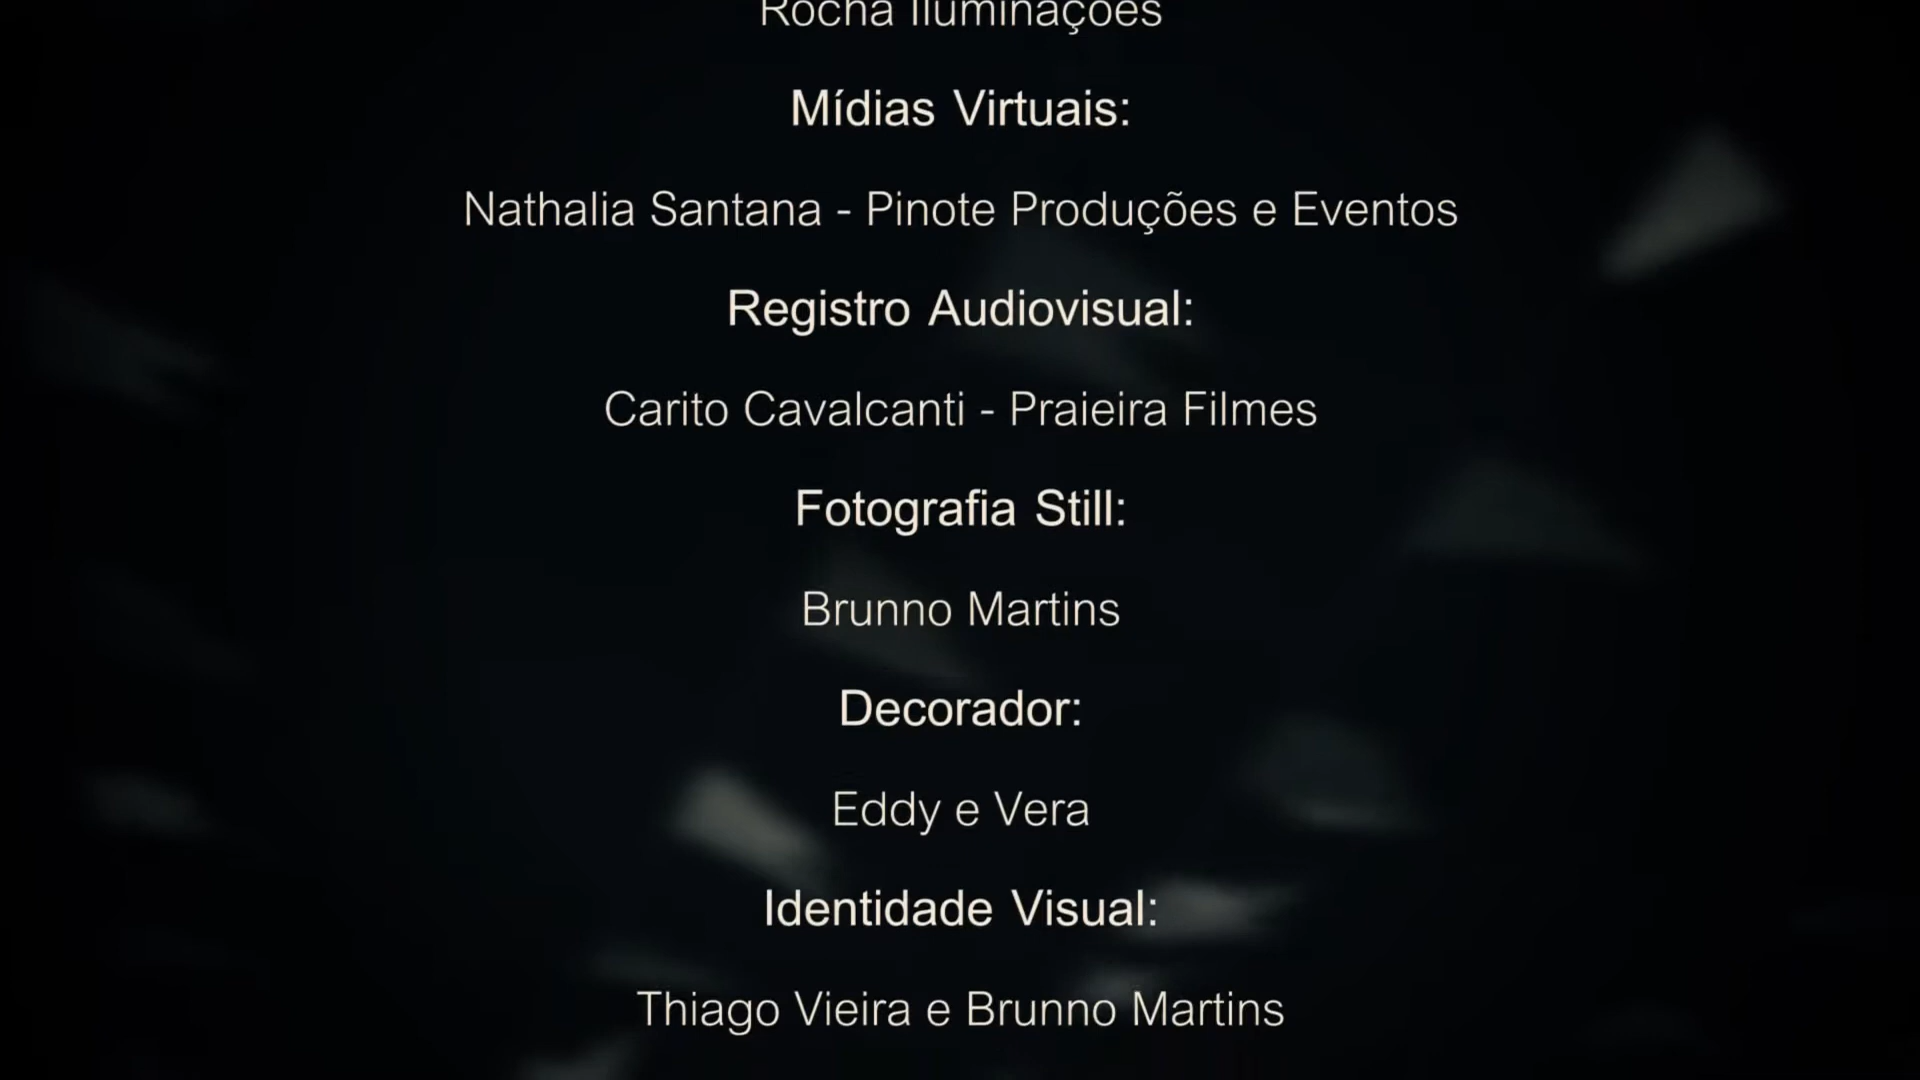 Rocha Iluminações
Mídias Virtuais:
Nathalia Santana - Pinote Produções e Eventos
Registro Audiovisual:
Carito Cavalcanti - Praieira Filmes
Fotografia Still:
Brunno Martins
Decorador:
Eddy e Vera
Identidade Visual:
Thiago Vieira e Brunno Martins